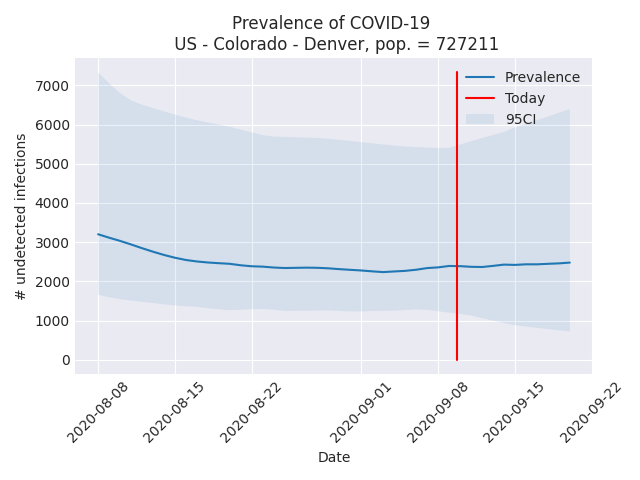 Prevalence of COVID-19
US - Colorado - Denver, pop. = 727211
Prevalence
Today
95CI
7000
6000
5000
4000
3000
2000
1000
0
# undetected infections
2020-08-08
2020-08-15
2020-08-22
2020-09-01
2020-09-08
2020-09-15
2020-09-22
Date